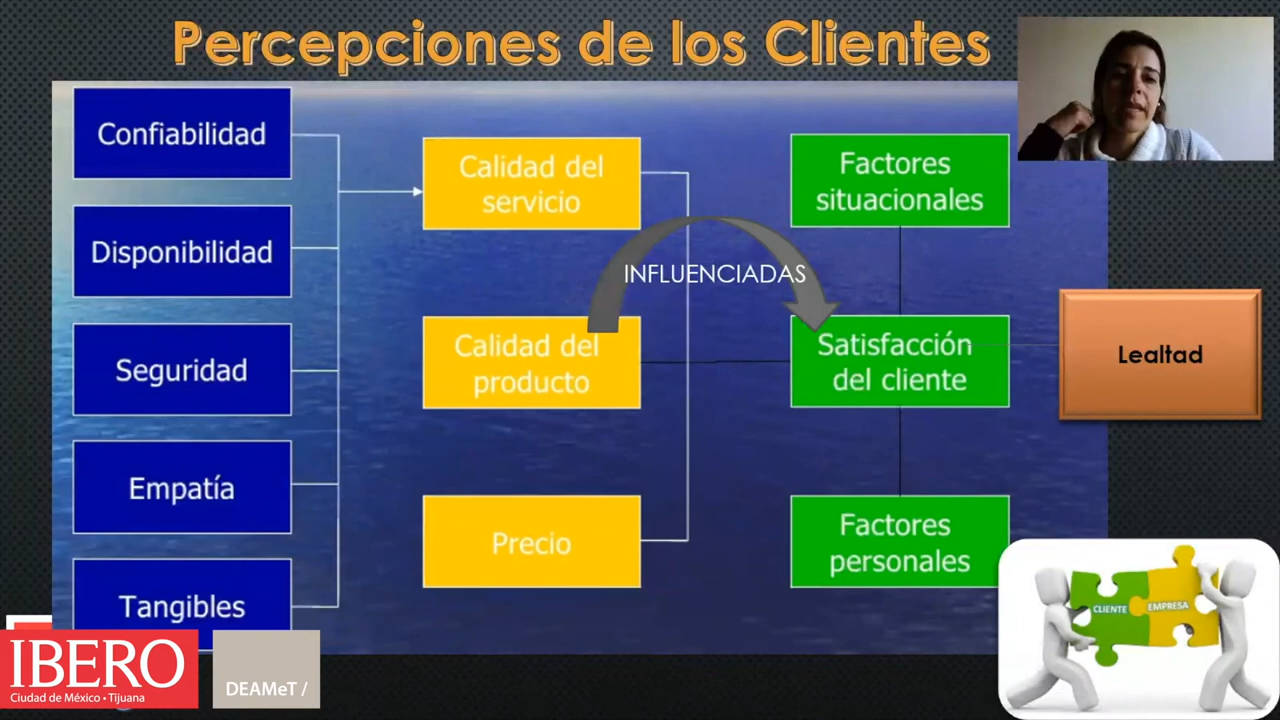 Percepciones de los Clientes
Confiabilidad
Disponibilidad
Seguridad
Empatía
Tangibles
Calidad del
servicio
Calidad del
producto
Precio
INFLUENCIADAS
Factores
situacionales
Satisfacción
del cliente
Factores
personales
Lealtad
CLIENTE
EMPRESA
IBERO
Ciudad de México • Tijuana
DEAMeT /